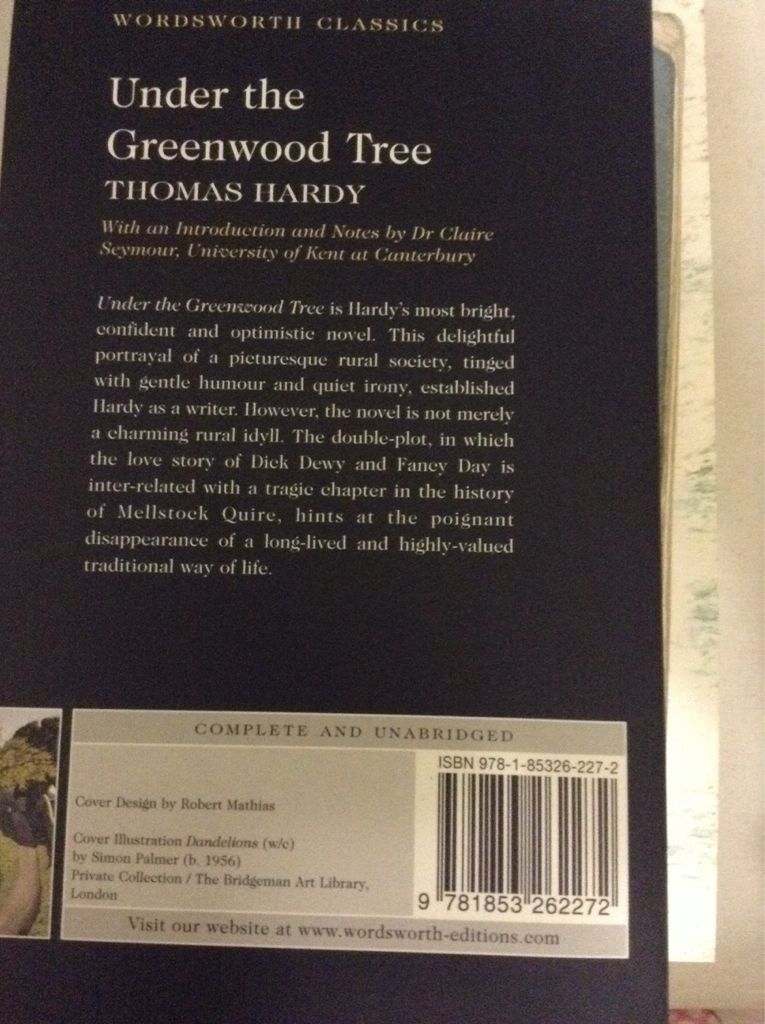 WORDSWORTH CLASSICS
Under the
Greenwood Tree
THOMAS HARDY
With an Introduction and Notes by Dr Claire
Seymour, University of Kent at Canterbury
Under the Greenwood Tree is Hardy's most bright,
confident and optimistic novel. This delightful
portrayal of a picturesque rural society, tinged
with gentle humour and quiet irony, established
Hardy as a writer. However, the novel is not merely
a charming rural idyll. The double-plot, in which
the love story of Dick Dewy and Fancy Day is
inter-related with a tragic chapter in the history
of Mellstock Quire, hints at the poignant
disappearance of a long-lived and highly-valued
traditional way of life.
COMPLETE AND UNABRIDGED
ISBN 978-1-85326-227-2
Cover Design by Robert Mathias
Cover Illustration Dandelions (w/c)
by Simon Palmer (b. 1956)
Private Collection / The Bridgeman Art Library,
London
9 781853 262272
Visit our website at www.wordsworth-editions.com